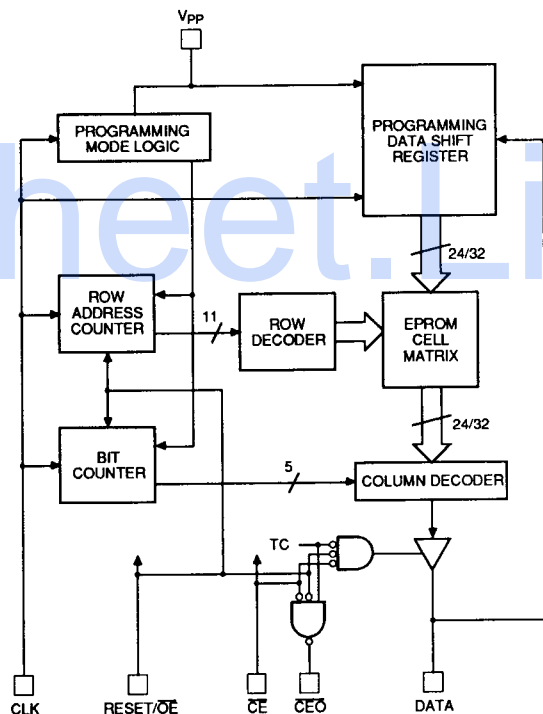 VPP
PROGRAMMING
MODE LOGIC
PROGRAMMING
DATA SHIFT
REGISTER
heet.Li
24/32
ROW
ADDRESS
COUNTER
11
ROW
DECODER
EPROM
CELL
MATRIX
24/32
BIT
COUNTER
5
COLUMN DECODER
TC
CLK
RESET/OE
CE
CEO
DATA